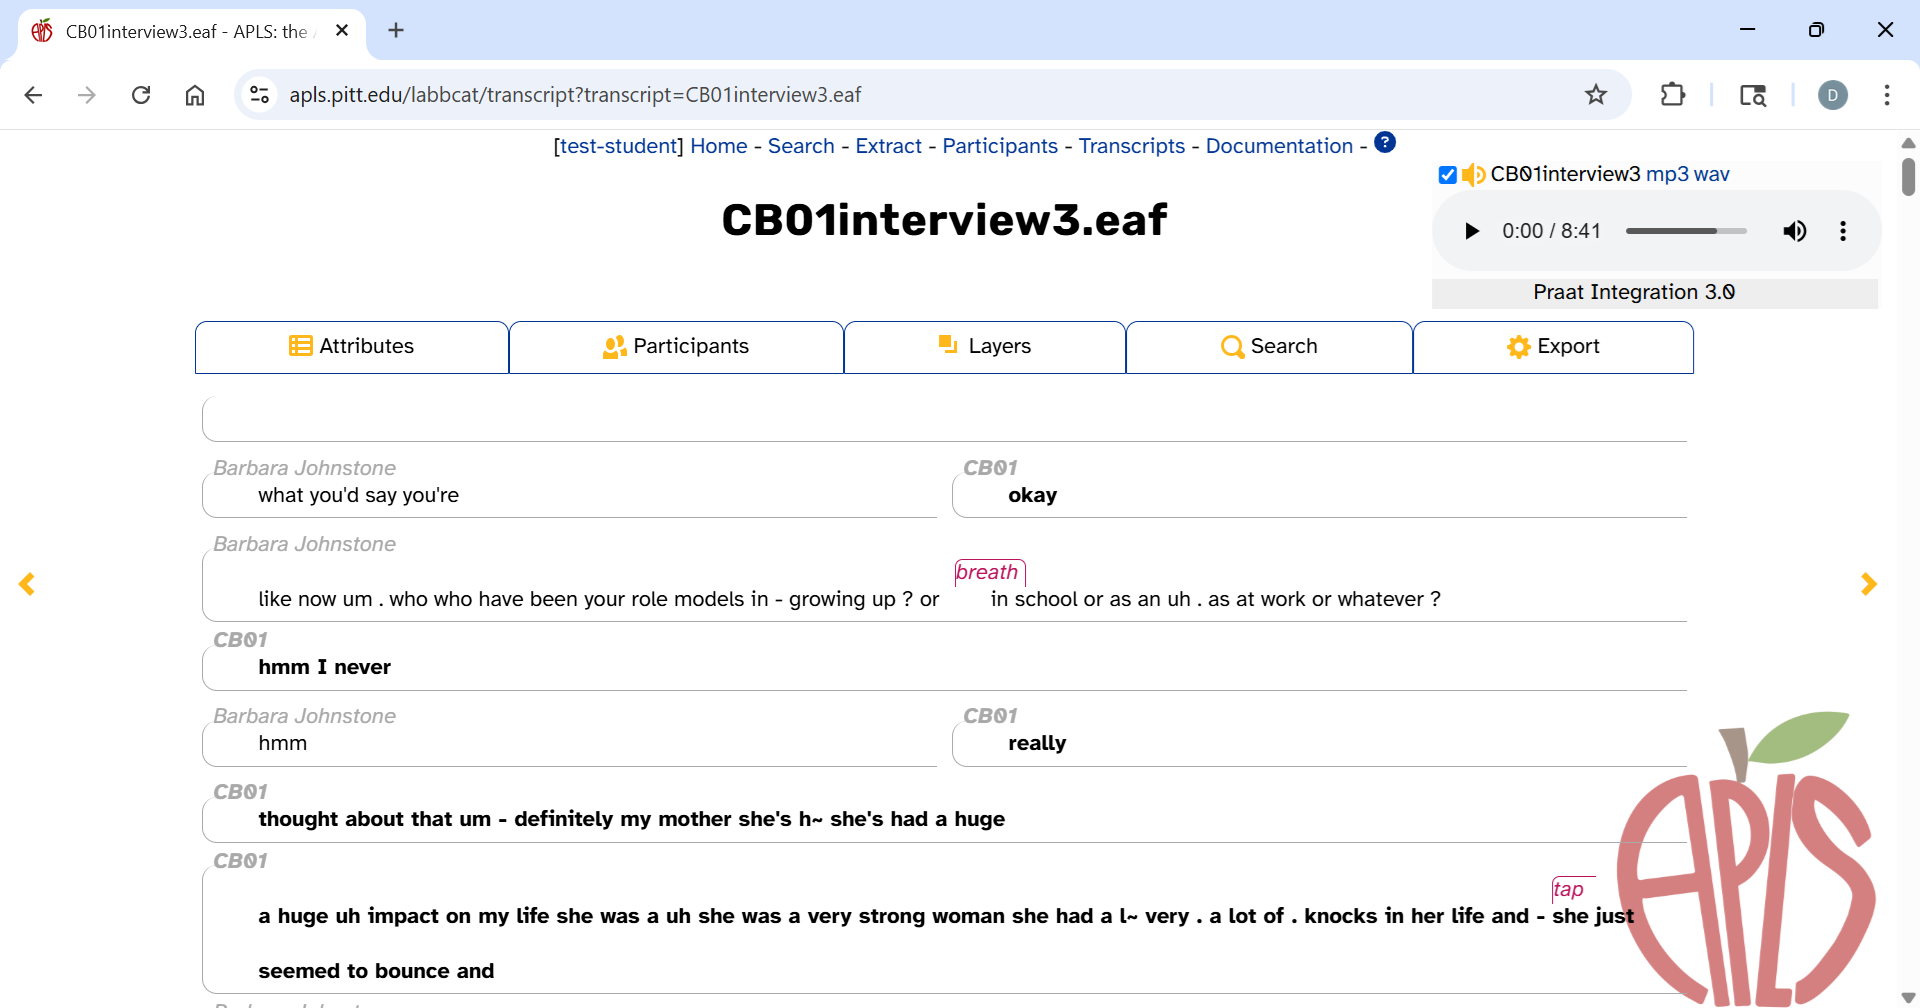 CB01interview3.eaf - APLS: the
apls.pitt.edu/labbcat/transcript?transcript=CB01interview3.eaf
D
[test-student] Home - Search - Extract - Participants - Transcripts - Documentation - ?
CB01interview3 mp3 wav
CB01interview3.eaf
0:00 / 8:41
Praat Integration 3.0
Attributes
Participants
Layers
Search
Export
Barbara Johnstone
what you'd say you're
CB01
okay
Barbara Johnstone
breath
like now um . who who have been your role models in - growing up ? or in school or as an uh . as at work or whatever ?
CB01
hmm I never
Barbara Johnstone
hmm
CB01
really
CB01
thought about that um - definitely my mother she's h~ she's had a huge
CB01
tap
a huge uh impact on my life she was a uh she was a very strong woman she had a l~ very . a lot of . knocks in her life and - she just
seemed to bounce and
APLS